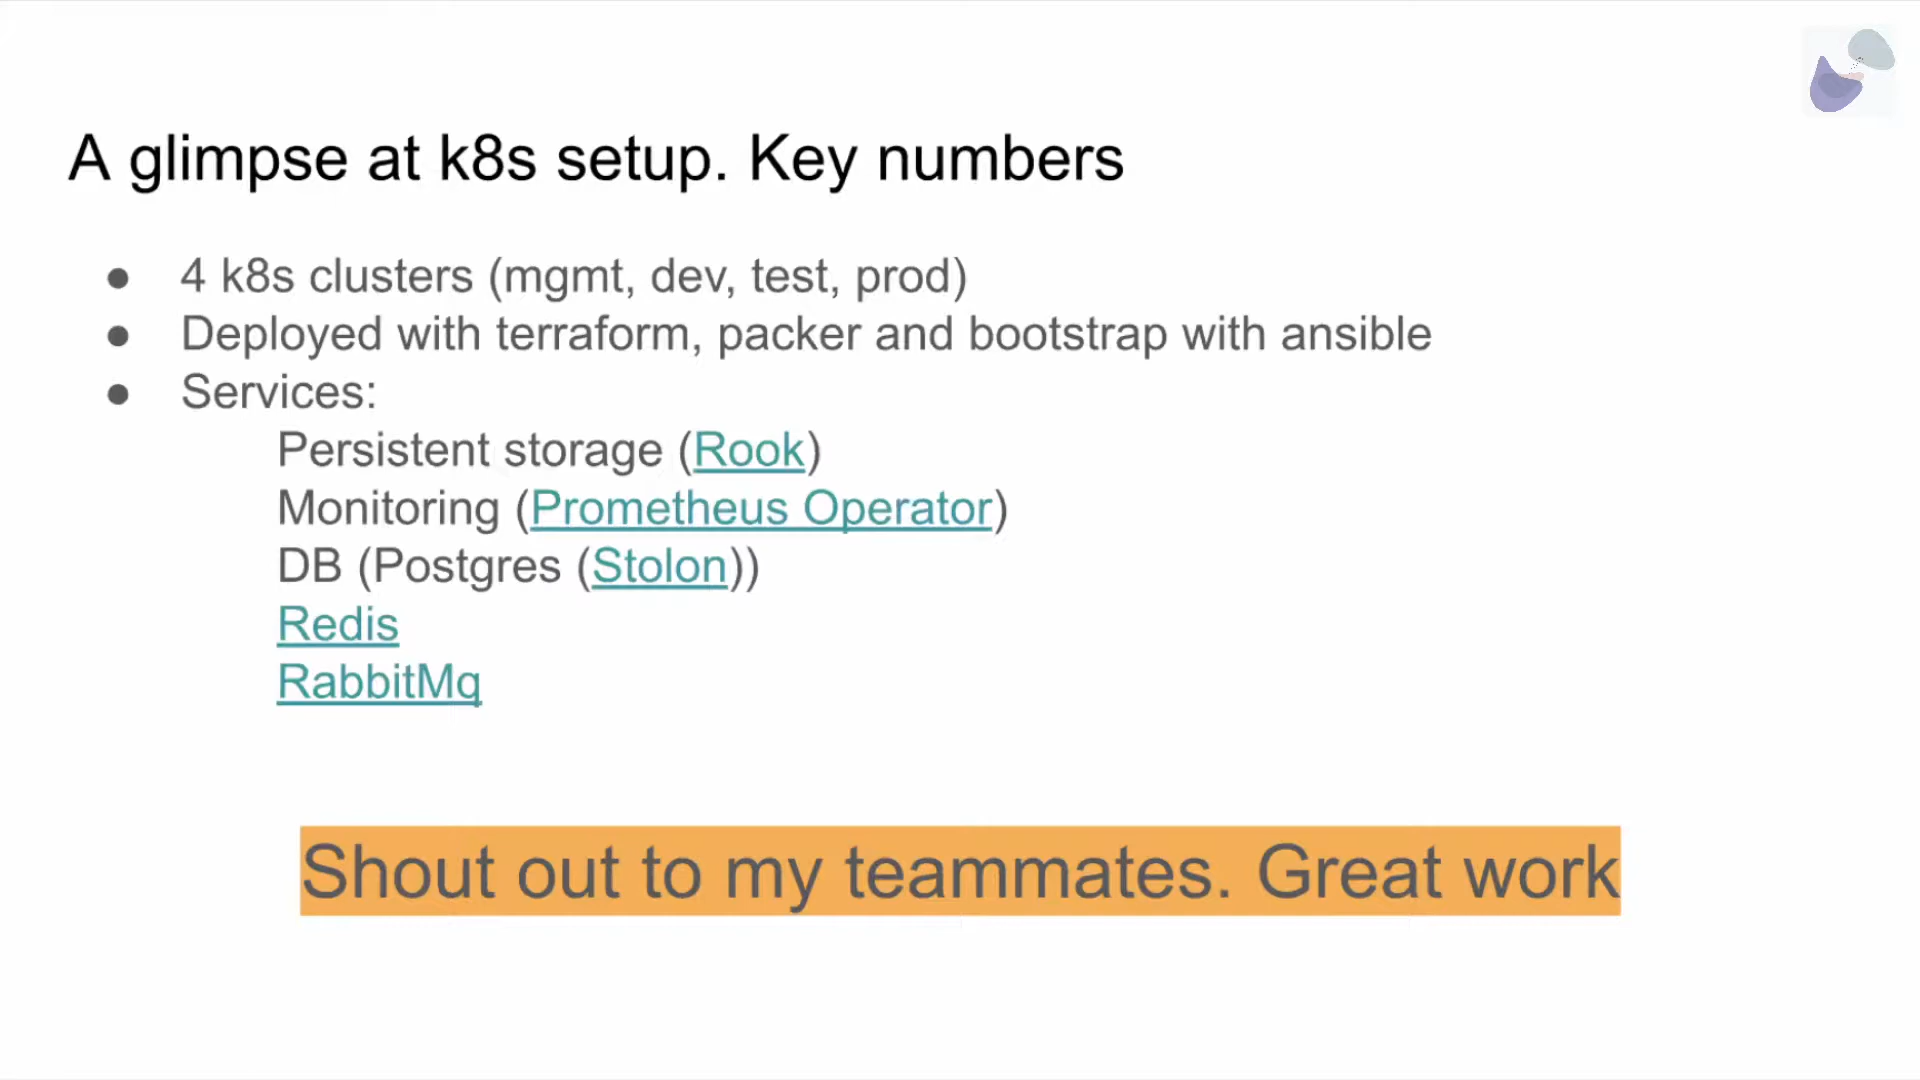 A glimpse at k8s setup. Key numbers
● 4 k8s clusters (mgmt, dev, test, prod)
● Deployed with terraform, packer and bootstrap with ansible
● Services:
Persistent storage (Rook)
Monitoring (Prometheus Operator)
DB (Postgres (Stolon))
Redis
RabbitMq
Shout out to my teammates. Great work